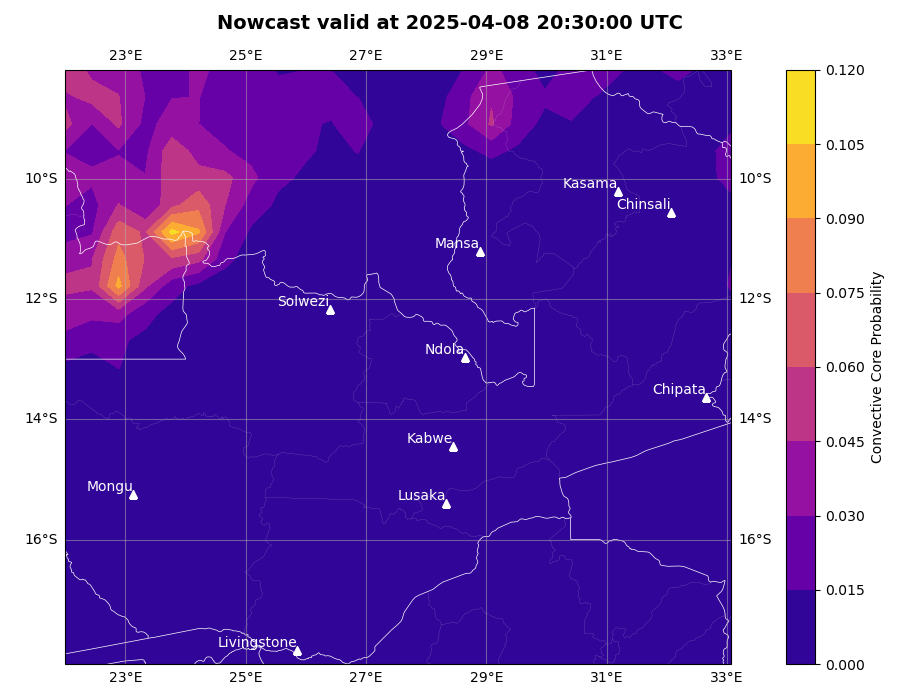 Nowcast valid at 2025-04-08 20:30:00 UTC
23°E 25°E 27°E 29°E 31°E 33°E
0.120
0.105
10°S Kasama 10°S
Chinsali
0.090
Mansa
0.075
12°S Solwezi 12°S
Ndola
0.060
Chipata
14°S 14°S
0.045
Kabwe
Mongu Lusaka
0.030
16°S 16°S
0.015
Livingstone
0.000
23°E 25°E 27°E 29°E 31°E 33°E
Convective Core Probability